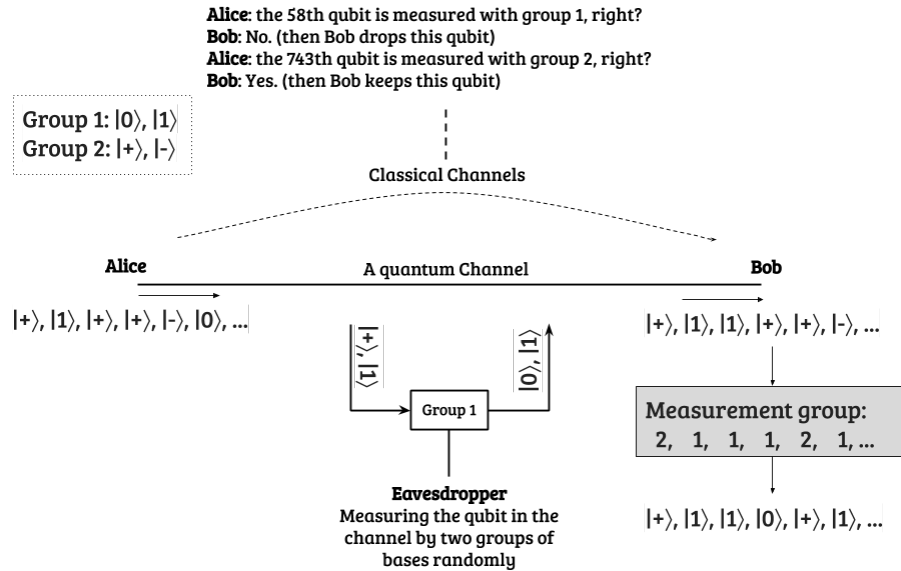 Alice: the 58th qubit is measured with group 1, right?
Bob: No. (then Bob drops this qubit)
Alice: the 743th qubit is measured with group 2, right?
Bob: Yes. (then Bob keeps this qubit)
Group 1: |0⟩, |1⟩
Group 2: |+⟩, |-⟩
Classical Channels
Alice
A quantum Channel
Bob
|+⟩, |1⟩, |+⟩, |+⟩, |-⟩, |0⟩, ...
|+⟩, |1⟩
|0⟩, |1⟩
|+⟩, |1⟩, |1⟩, |+⟩, |+⟩, |-⟩, ...
Group 1
Measurement group:
2, 1, 1, 1, 2, 1, ...
Eavesdropper
Measuring the qubit in the
channel by two groups of
bases randomly
|+⟩, |1⟩, |1⟩, |0⟩, |+⟩, |1⟩, ...